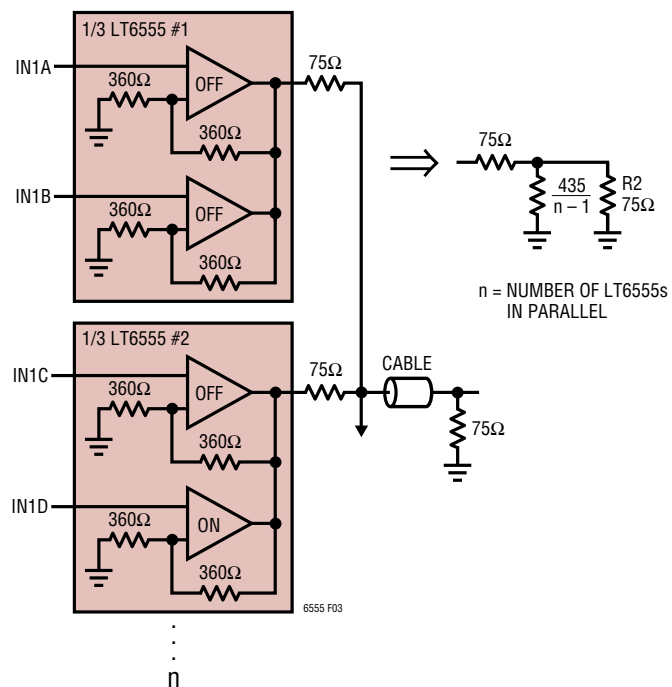 1/3 LT6555 #1
IN1A
360Ω
OFF
360Ω
75Ω
IN1B
360Ω
OFF
360Ω
75Ω
435
n – 1
R2
75Ω
n = NUMBER OF LT6555s
IN PARALLEL
1/3 LT6555 #2
IN1C
360Ω
OFF
360Ω
75Ω
CABLE
75Ω
IN1D
360Ω
ON
360Ω
6555 F03
n